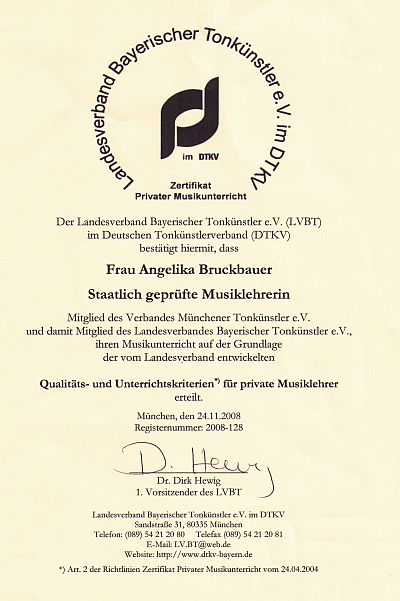 Landesverband Bayerischer Tonkünstler e.V. im DTKV
im DTKV
Zertifikat
Privater Musikunterricht
Der Landesverband Bayerischer Tonkünstler e.V. (LVBT)
im Deutschen Tonkünstlerverband (DTKV)
bestätigt hiermit, dass
Frau Angelika Bruckbauer
Staatlich geprüfte Musiklehrerin
Mitglied des Verbandes Münchener Tonkünstler e.V.
und damit Mitglied des Landesverbandes Bayerischer Tonkünstler e.V.,
ihren Musikunterricht auf der Grundlage
der vom Landesverband entwickelten
Qualitäts- und Unterrichtskriterien*) für private Musiklehrer
erteilt.
München, den 24.11.2008
Registernummer: 2008-128
D. Hewig
Dr. Dirk Hewig
1. Vorsitzender des LVBT
Landesverband Bayerischer Tonkünstler e.V. im DTKV
Sandstraße 31, 80335 München
Telefon: (089) 54 21 20 80 Telefax (089) 54 21 20 81
E-Mail: LV.BT@web.de
Website: http://www.dtkv-bayern.de
*) Art. 2 der Richtlinien Zertifikat Privater Musikunterricht vom 24.04.2004